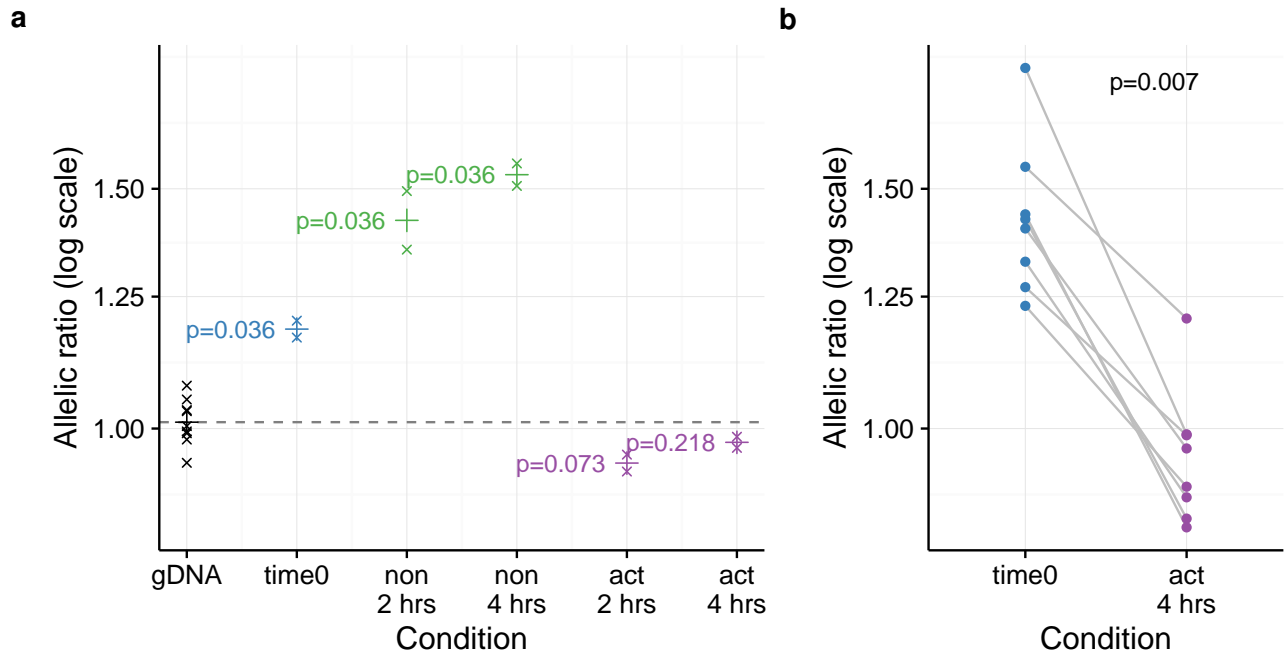 a
Allelic ratio (log scale)
1.50
1.25
1.00
p=0.036
p=0.036
p=0.036
p=0.073
p=0.218
gDNA
time0
non
2 hrs
non
4 hrs
act
2 hrs
act
4 hrs
Condition
b
Allelic ratio (log scale)
1.50
1.25
1.00
p=0.007
time0
act
4 hrs
Condition